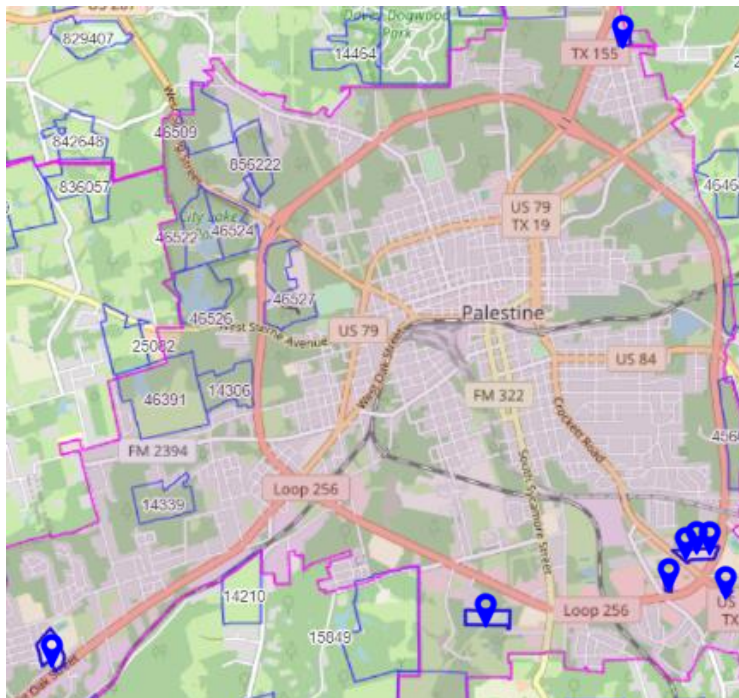 US 287
829407
14464
Davey Dogwood
Park
TX 155
46509
842648
856222
836057
4646
US 79
TX 19
City Lake
46522
46524
46527
46526
West Street
Palestine
US 79
West Oak Street
25082
US 84
46391
14306
FM 322
Crockett Road
FM 2394
Loop 256
South Sycamore Street
14339
14210
15849
Loop 256
US
TX
Oak Street